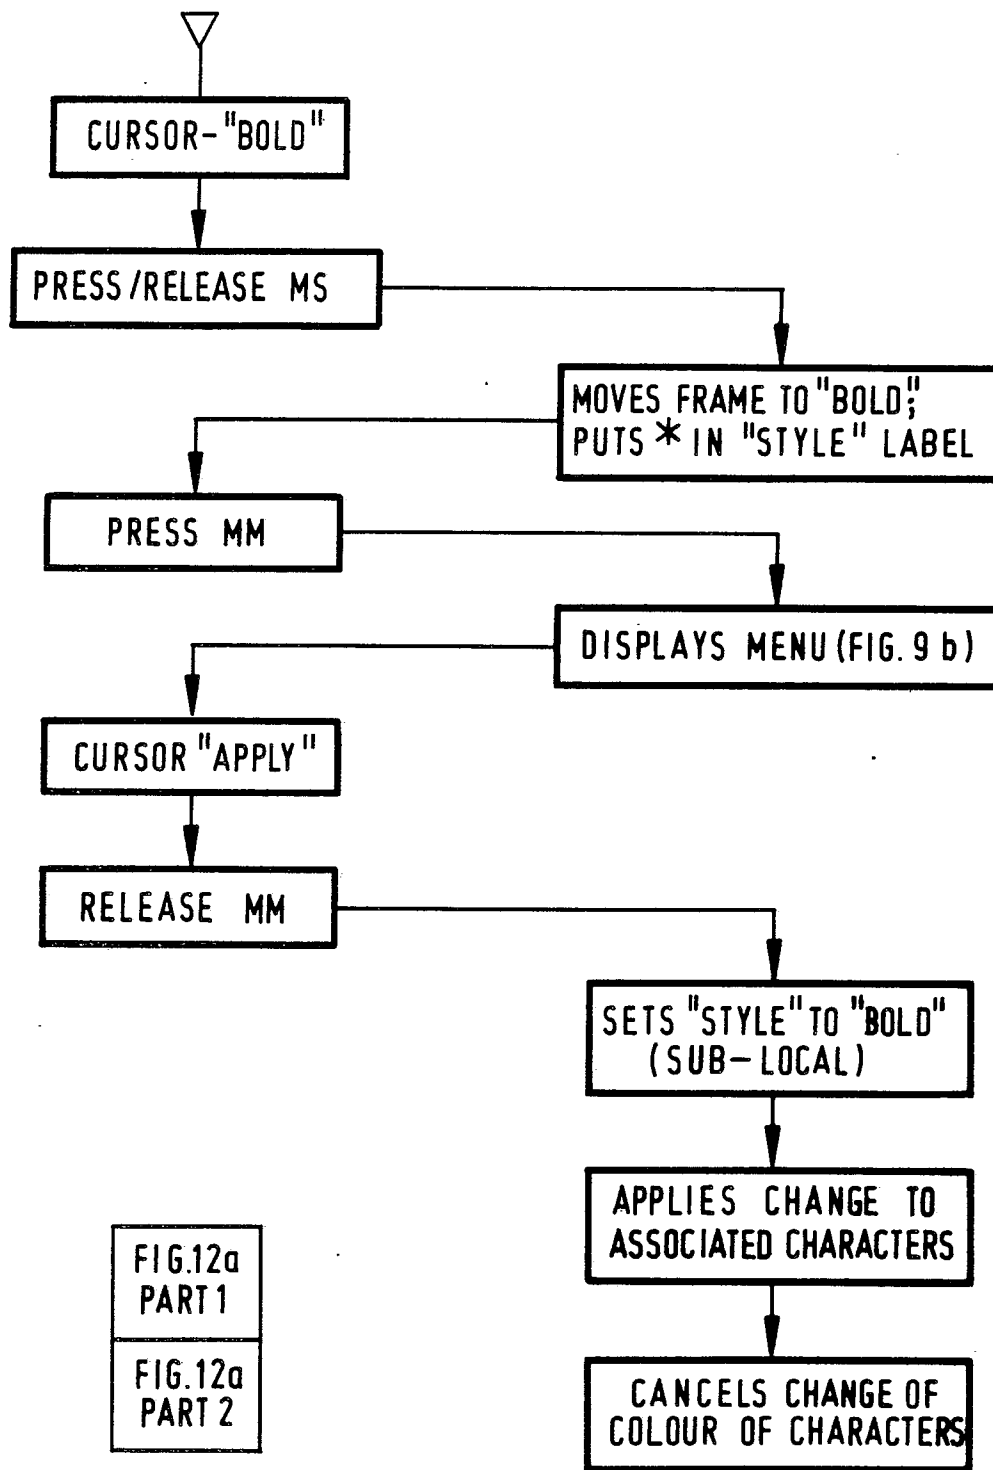 CURSOR-"BOLD"
PRESS/RELEASE MS
MOVES FRAME TO "BOLD";
PUTS * IN "STYLE" LABEL
PRESS MM
DISPLAYS MENU (FIG. 9 b)
CURSOR "APPLY"
RELEASE MM
SETS "STYLE" TO "BOLD"
(SUB-LOCAL)
APPLIES CHANGE TO
ASSOCIATED CHARACTERS
CANCELS CHANGE OF
COLOUR OF CHARACTERS
FIG.12a
PART 1
FIG.12a
PART 2